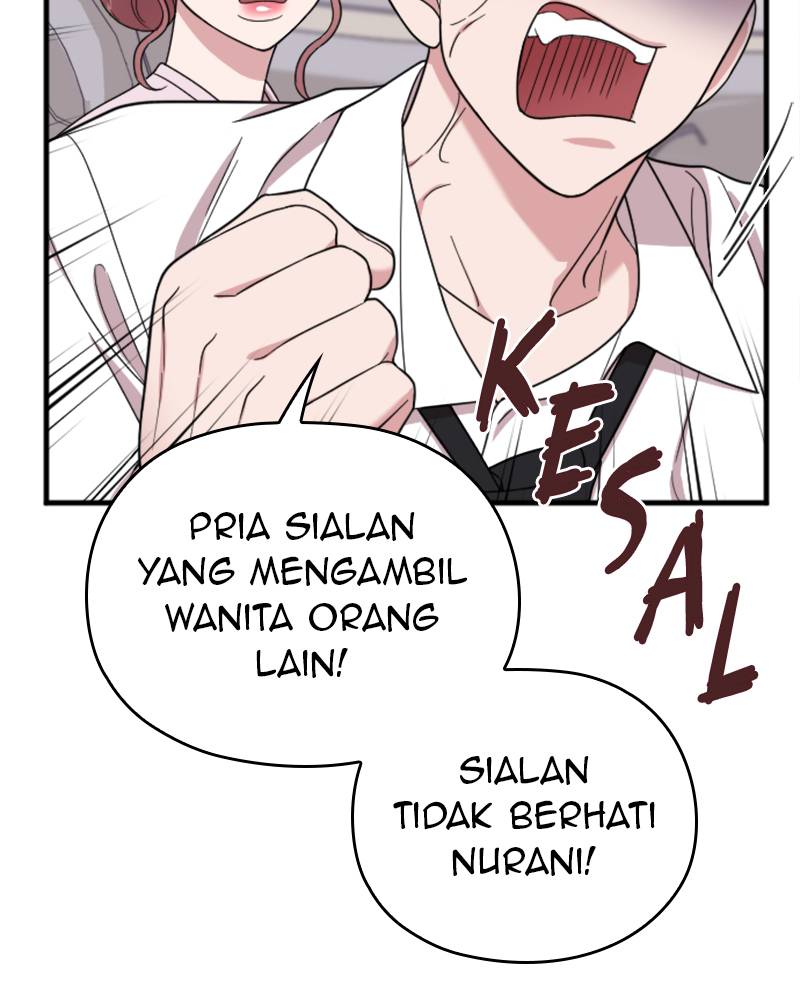 KESAL
PRIA SIALAN
YANG MENGAMBIL
WANITA ORANG
LAIN!
SIALAN
TIDAK BERHATI
NURANI!